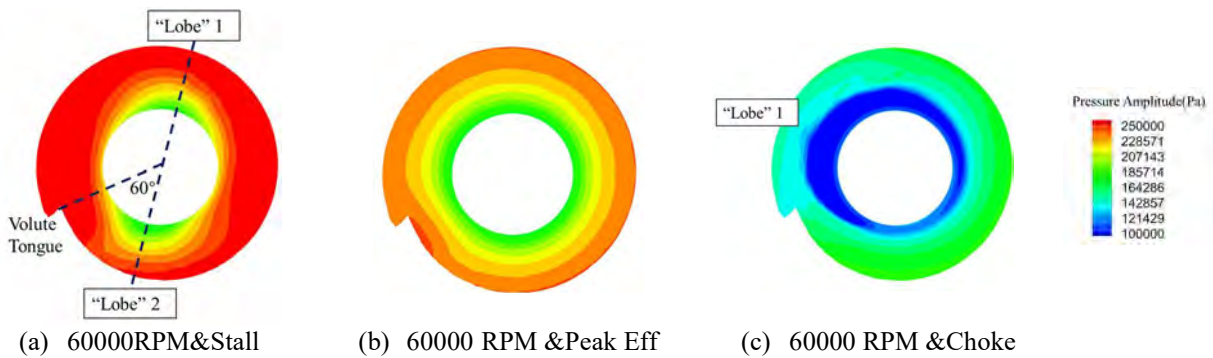 “Lobe” 1
60°
Volute
Tongue
“Lobe” 2
(a) 60000RPM&Stall
(b) 60000 RPM &Peak Eff
“Lobe” 1
(c) 60000 RPM &Choke
Pressure Amplitude(Pa)
250000
228571
207143
185714
164286
142857
121429
100000